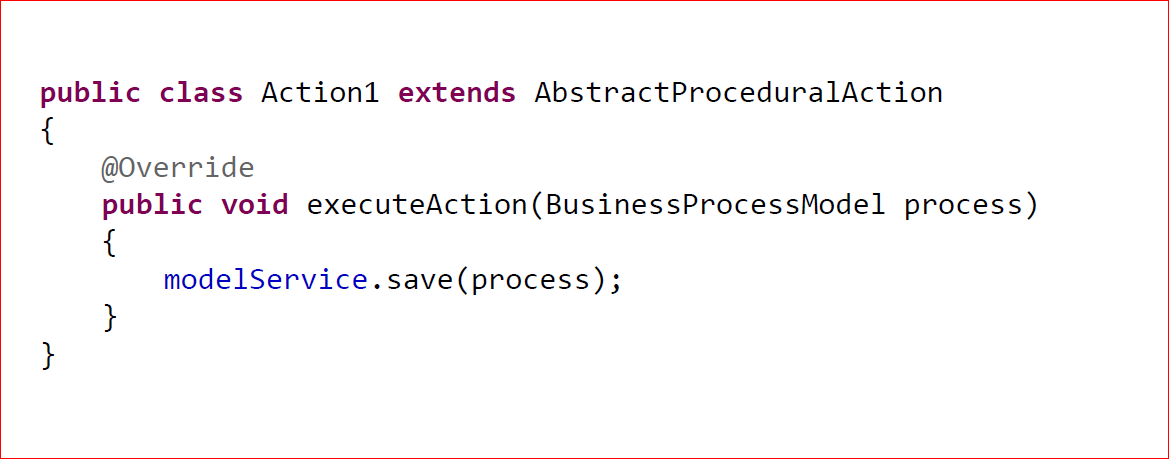 public class Action1 extends AbstractProceduralAction
{
@Override
public void executeAction(BusinessProcessModel process)
{
modelService.save(process);
}
}